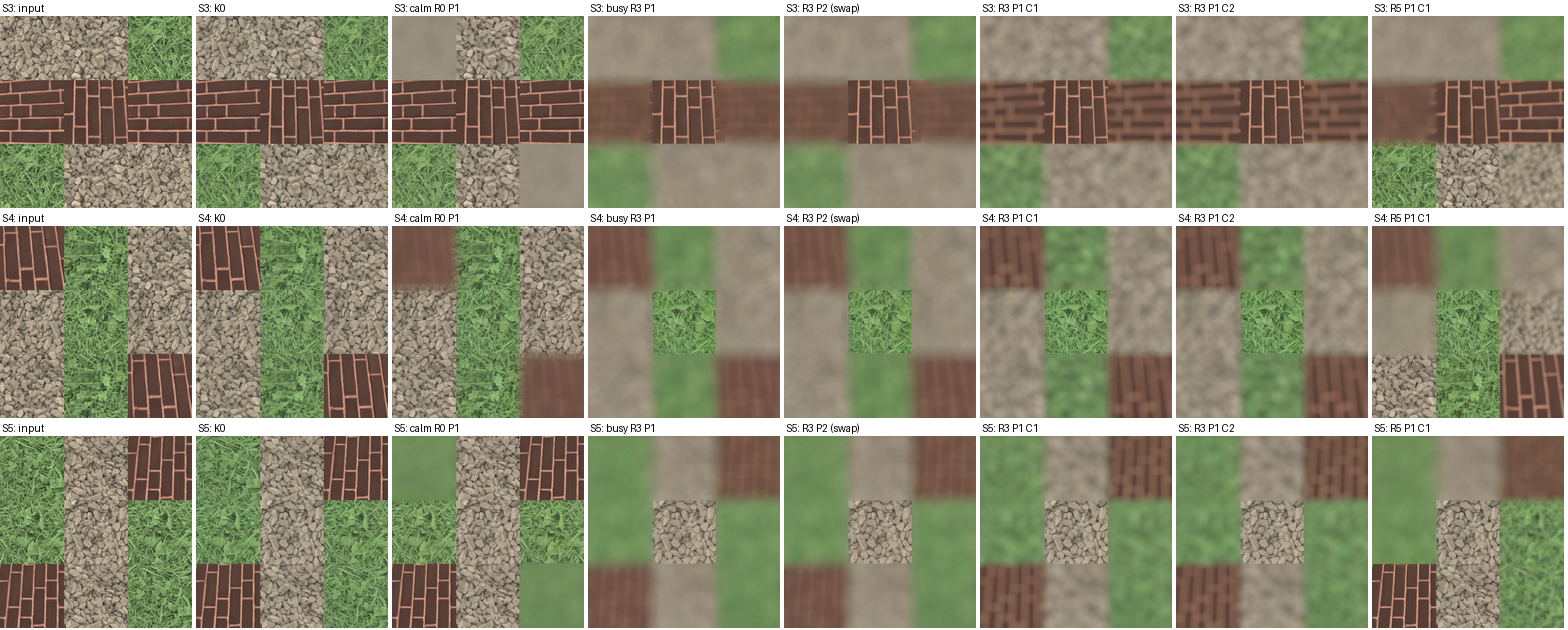 S3: input S3: K0 S3: calm R0 P1 S3: busy R3 P1 S3: R3 P2 (swap) S3: R3 P1 C1 S3: R3 P1 C2 S3: R5 P1 C1
S4: input S4: K0 S4: calm R0 P1 S4: busy R3 P1 S4: R3 P2 (swap) S4: R3 P1 C1 S4: R3 P1 C2 S4: R5 P1 C1
S5: input S5: K0 S5: calm R0 P1 S5: busy R3 P1 S5: R3 P2 (swap) S5: R3 P1 C1 S5: R3 P1 C2 S5: R5 P1 C1